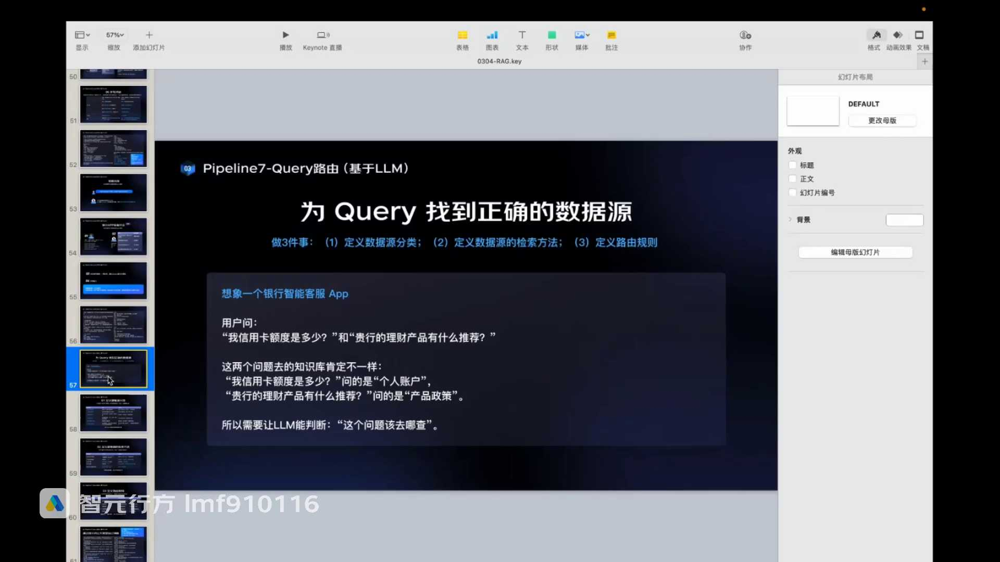 57%
显示
缩放
添加幻灯片
播放
Keynote 直播
表格
图表
文本
形状
媒体
批注
协作
格式
动画效果
文稿
0304-RAG.key
50
51
52
53
54
55
56
57
58
59
60
61
03 Pipeline7-Query路由（基于LLM）
为 Query 找到正确的数据源
做3件事：（1）定义数据源分类；（2）定义数据源的检索方法；（3）定义路由规则
想象一个银行智能客服 App
用户问：
“我信用卡额度是多少？”和“贵行的理财产品有什么推荐？”
这两个问题去的知识库肯定不一样：
“我信用卡额度是多少？”问的是“个人账户”，
“贵行的理财产品有什么推荐？”问的是“产品政策”。
所以需要让LLM能判断：“这个问题该去哪查”。
幻灯片布局
DEFAULT
更改母版
外观
标题
正文
幻灯片编号
背景
编辑母版幻灯片
智元行方 lmf910116